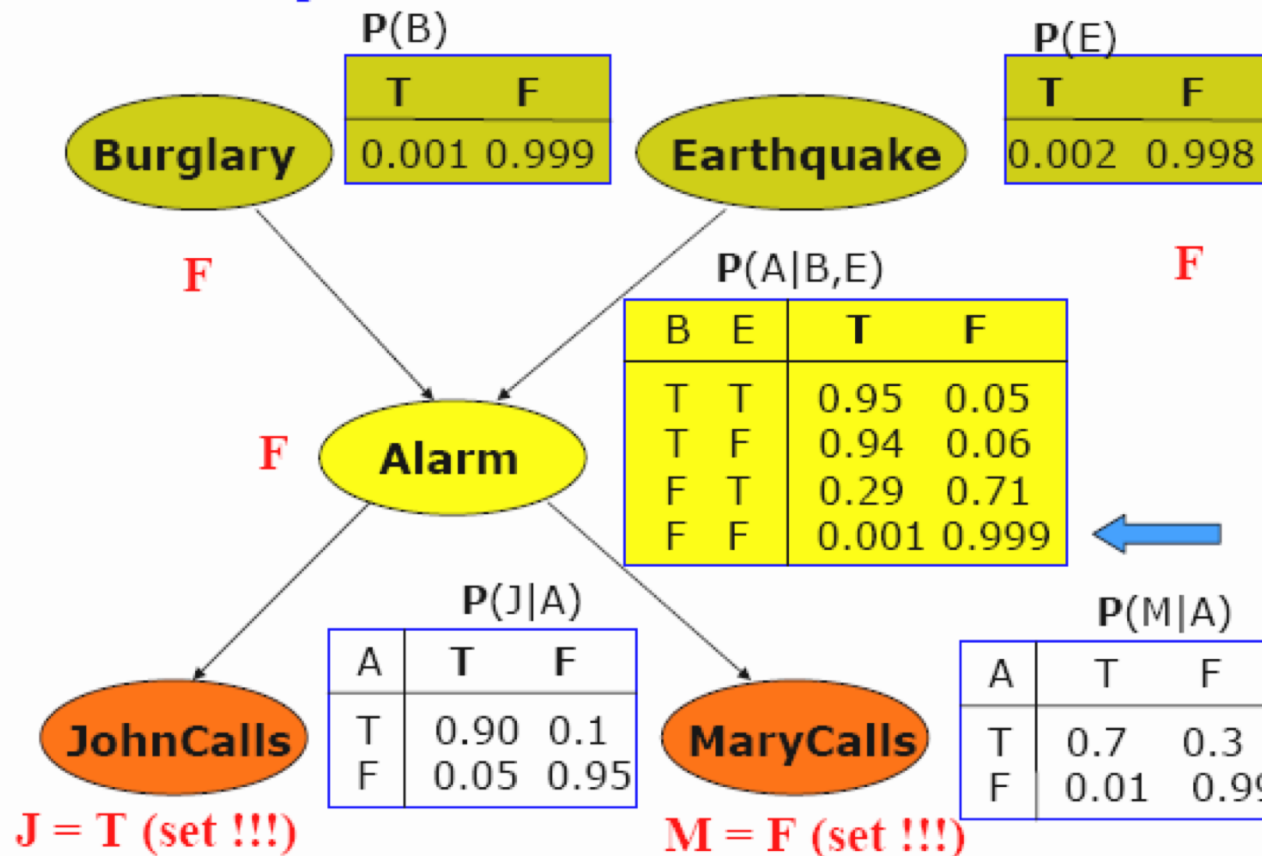 P(B)
T F
0.001 0.999
Burglary
P(E)
T F
0.002 0.998
Earthquake
F
F
P(A|B,E)
B E T F
T T 0.95 0.05
T F 0.94 0.06
F T 0.29 0.71
F F 0.001 0.999
F
Alarm
P(J|A)
A T F
T 0.90 0.1
F 0.05 0.95
P(M|A)
A T F
T 0.7 0.3
F 0.01 0.99
JohnCalls
MaryCalls
J = T (set !!!)
M = F (set !!!)